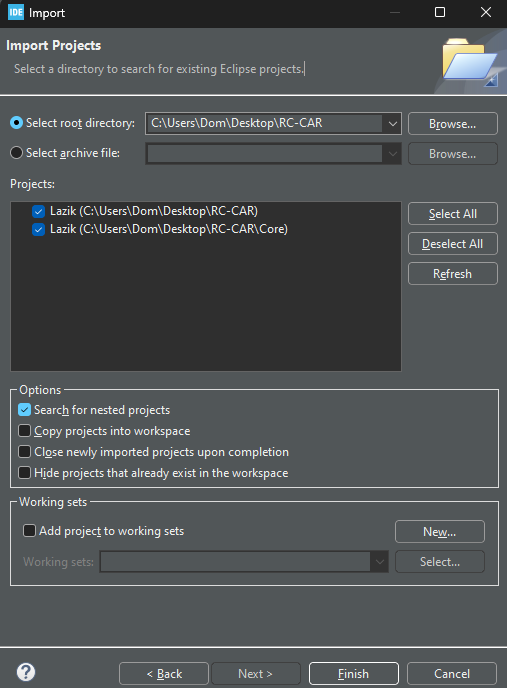 IDE Import
Import Projects
Select a directory to search for existing Eclipse projects.
Select root directory: C:\Users\Dom\Desktop\RC-CAR Browse...
Select archive file: Browse...
Projects:
Lazik (C:\Users\Dom\Desktop\RC-CAR)
Lazik (C:\Users\Dom\Desktop\RC-CAR\Core)
Select All
Deselect All
Refresh
Options
Search for nested projects
Copy projects into workspace
Close newly imported projects upon completion
Hide projects that already exist in the workspace
Working sets
Add project to working sets New...
Working sets: Select...
? < Back Next > Finish Cancel